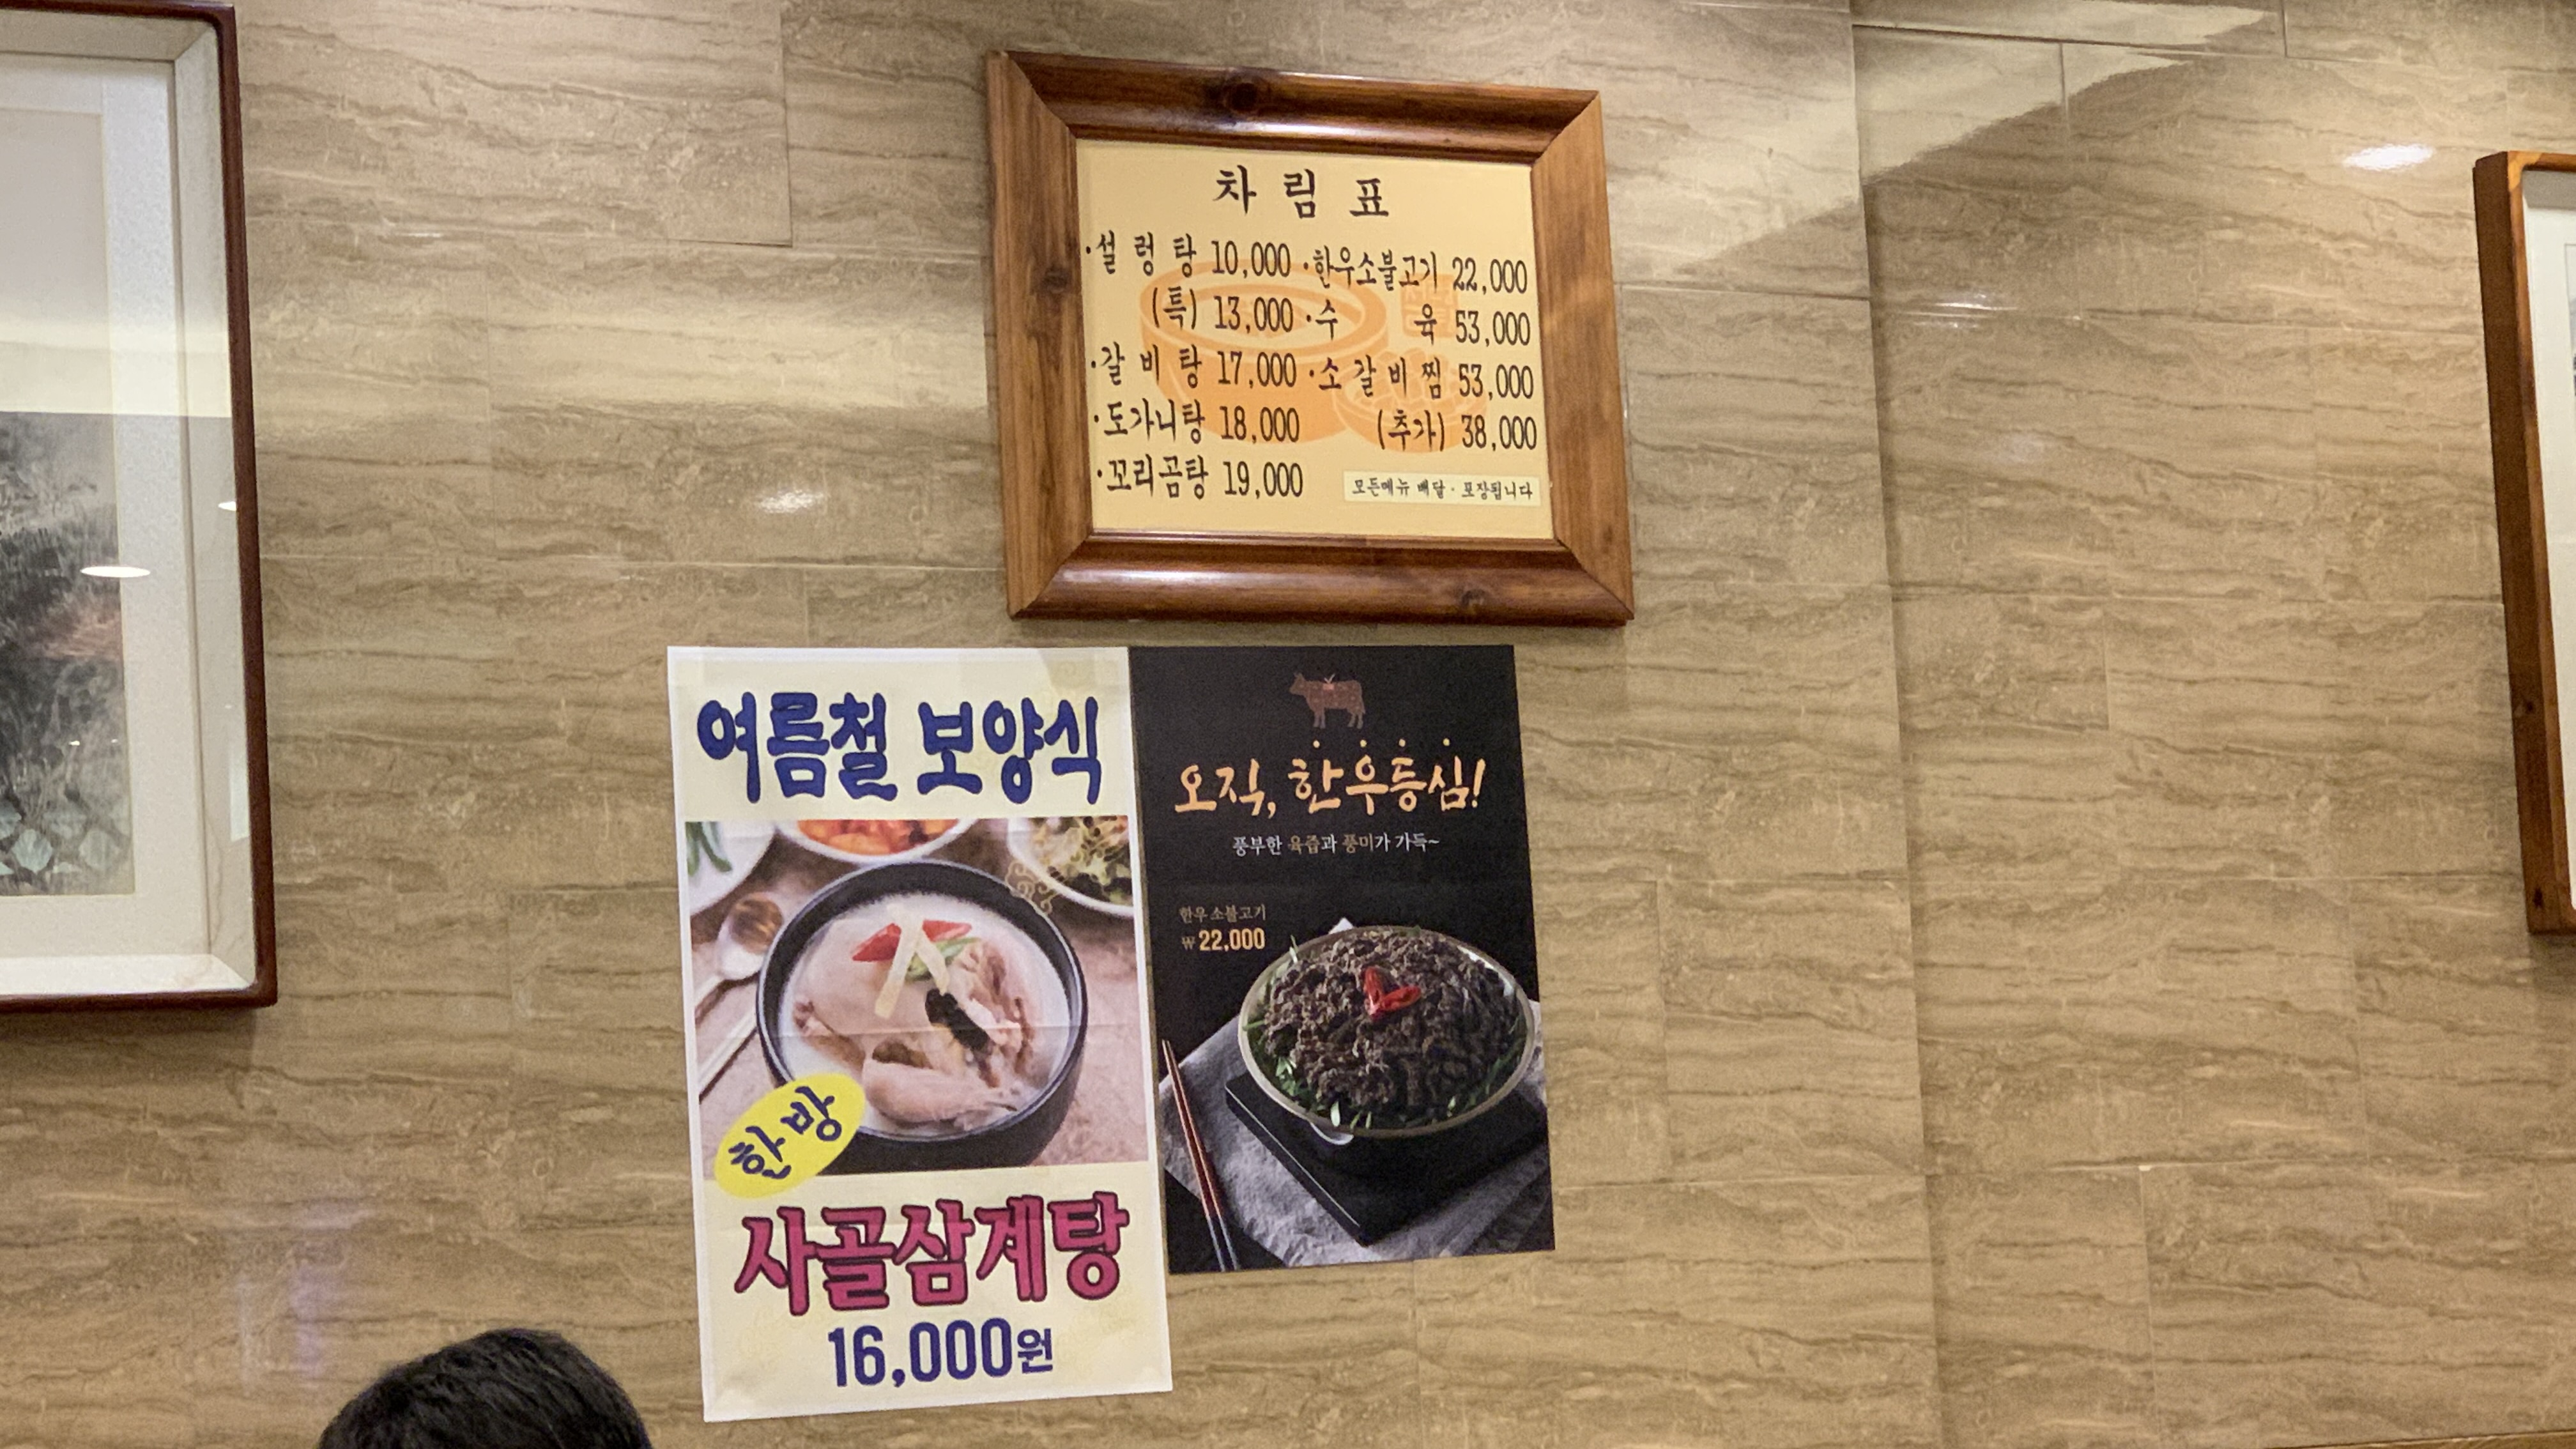 차림표
·설렁탕 10,000
(특) 13,000
·갈비탕 17,000
·도가니탕 18,000
·꼬리곰탕 19,000
·한우소불고기 22,000
·수육 53,000
·소갈비찜 53,000
(추가) 38,000
모든메뉴 배달·포장됩니다
여름철 보양식
한방
사골삼계탕
16,000원
오직, 한우등심!
풍부한 육즙과 풍미가 가득~
한우 소불고기
₩22,000